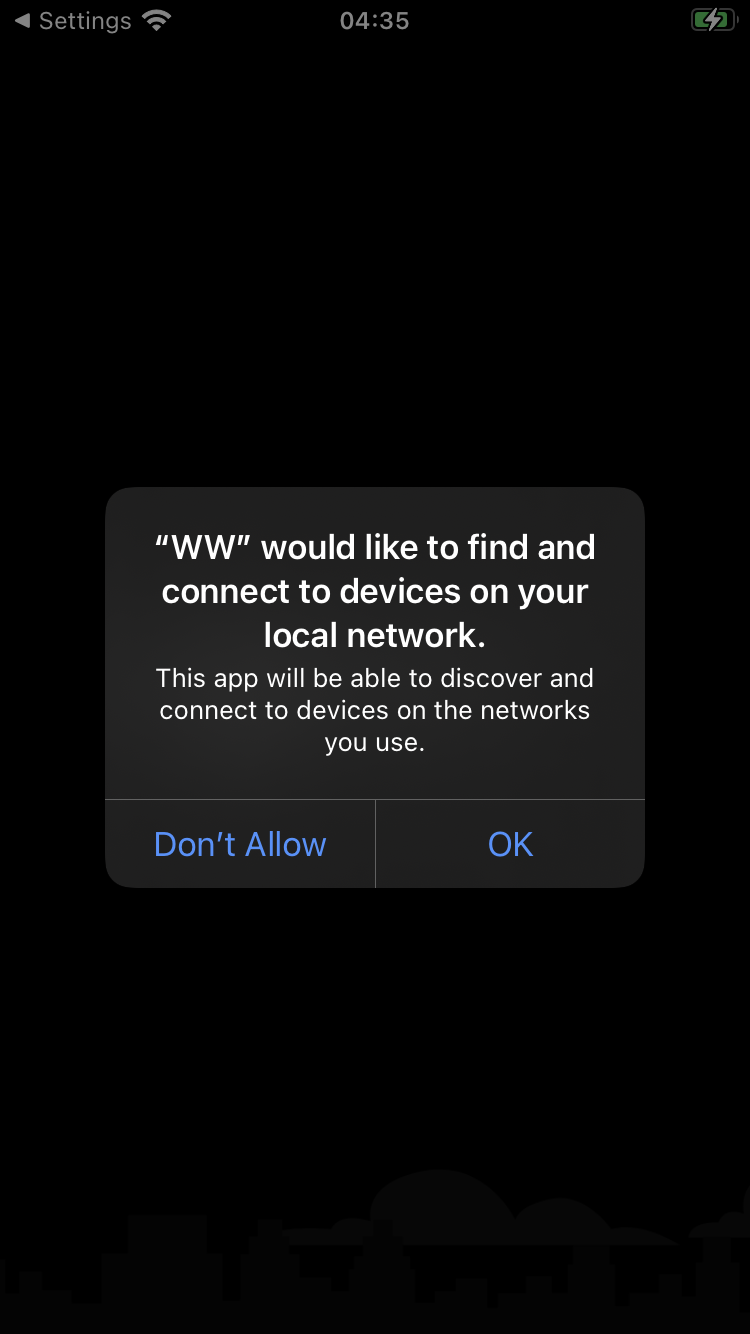 ◀ Settings 04:35
“WW” would like to find and
connect to devices on your
local network.
This app will be able to discover and
connect to devices on the networks
you use.
Don’t Allow OK